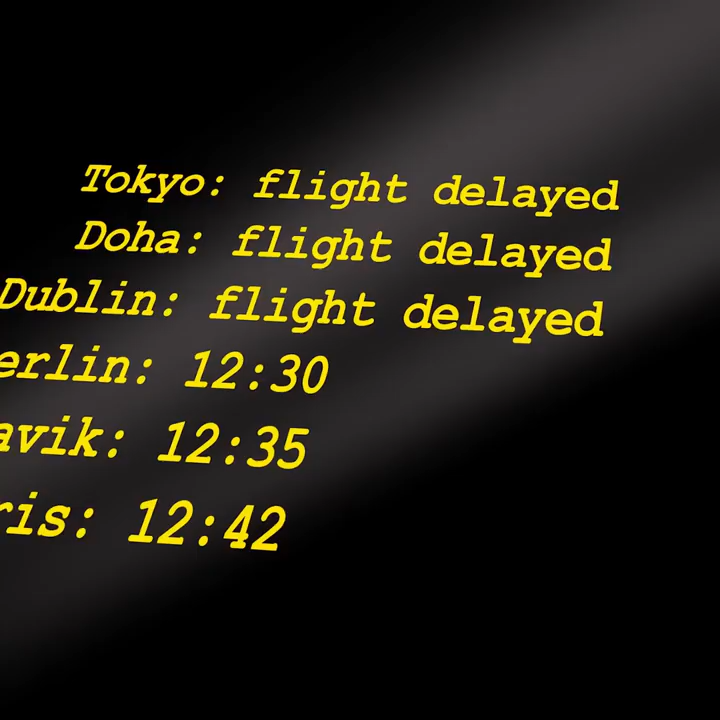 Tokyo: flight delayed
Doha: flight delayed
Dublin: flight delayed
erlin: 12:30
avik: 12:35
ris: 12:42